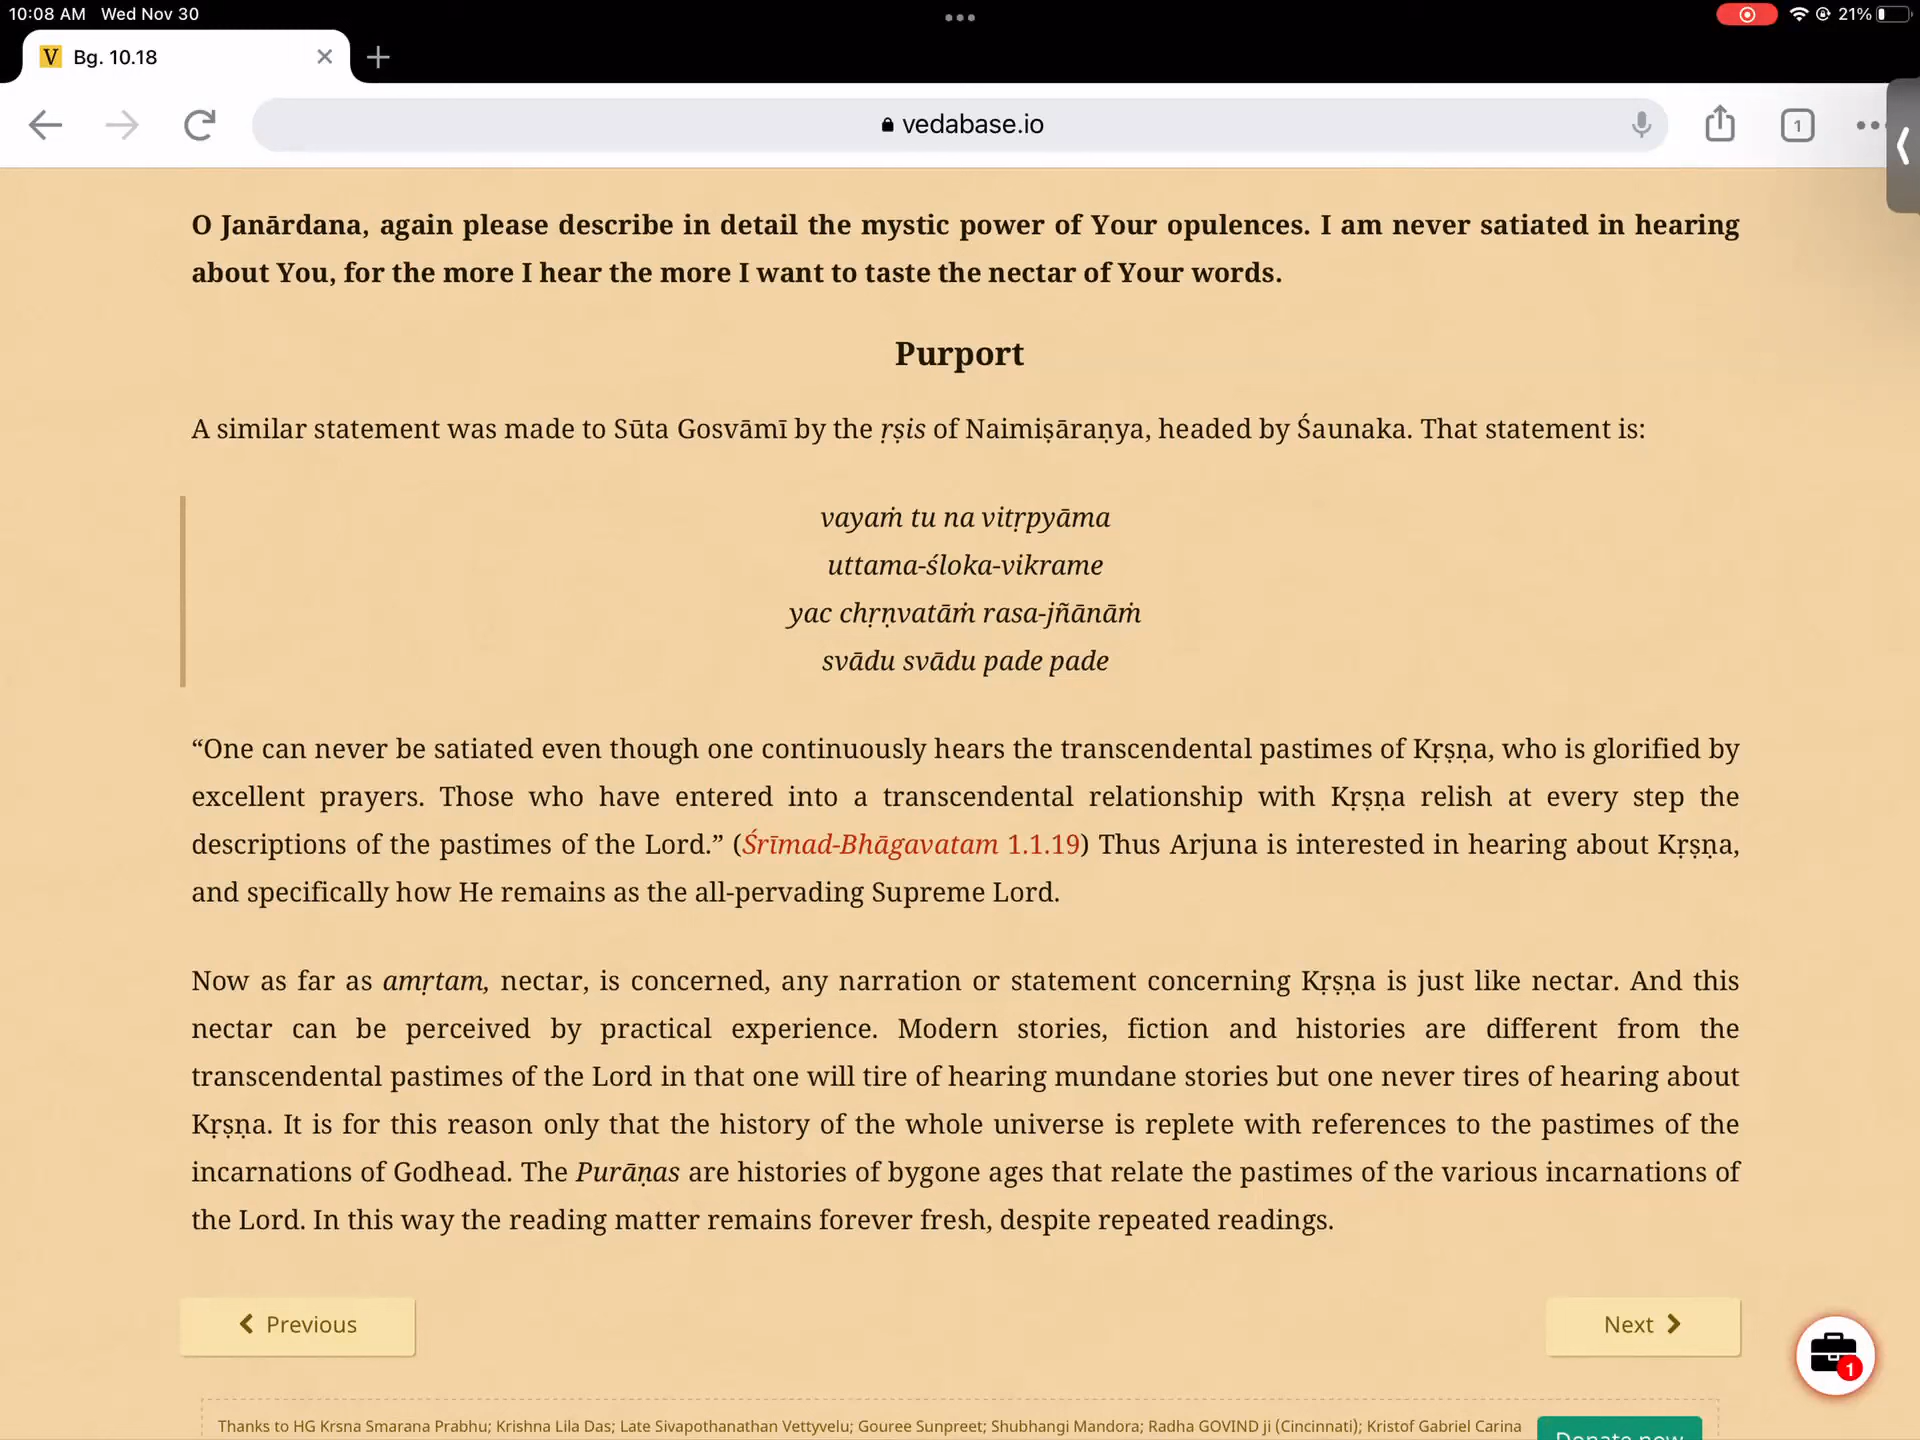 10:08 AM Wed Nov 30
21%
V Bg. 10.18
vedabase.io
1
O Janārdana, again please describe in detail the mystic power of Your opulences. I am never satiated in hearing
about You, for the more I hear the more I want to taste the nectar of Your words.
Purport
A similar statement was made to Sūta Gosvāmī by the ṛṣis of Naimiṣāraṇya, headed by Śaunaka. That statement is:
vayaṁ tu na vitṛpyāma
uttama-śloka-vikrame
yac chṛṇvatāṁ rasa-jñānāṁ
svādu svādu pade pade
“One can never be satiated even though one continuously hears the transcendental pastimes of Kṛṣṇa, who is glorified by
excellent prayers. Those who have entered into a transcendental relationship with Kṛṣṇa relish at every step the
descriptions of the pastimes of the Lord.” (Śrīmad-Bhāgavatam 1.1.19) Thus Arjuna is interested in hearing about Kṛṣṇa,
and specifically how He remains as the all-pervading Supreme Lord.
Now as far as amṛtam, nectar, is concerned, any narration or statement concerning Kṛṣṇa is just like nectar. And this
nectar can be perceived by practical experience. Modern stories, fiction and histories are different from the
transcendental pastimes of the Lord in that one will tire of hearing mundane stories but one never tires of hearing about
Kṛṣṇa. It is for this reason only that the history of the whole universe is replete with references to the pastimes of the
incarnations of Godhead. The Purāṇas are histories of bygone ages that relate the pastimes of the various incarnations of
the Lord. In this way the reading matter remains forever fresh, despite repeated readings.
Previous
Next
1
Thanks to HG Krsna Smarana Prabhu; Krishna Lila Das; Late Sivapothanathan Vettyvelu; Gouree Sunpreet; Shubhangi Mandora; Radha GOVIND ji (Cincinnati); Kristof Gabriel Carina
Donate now